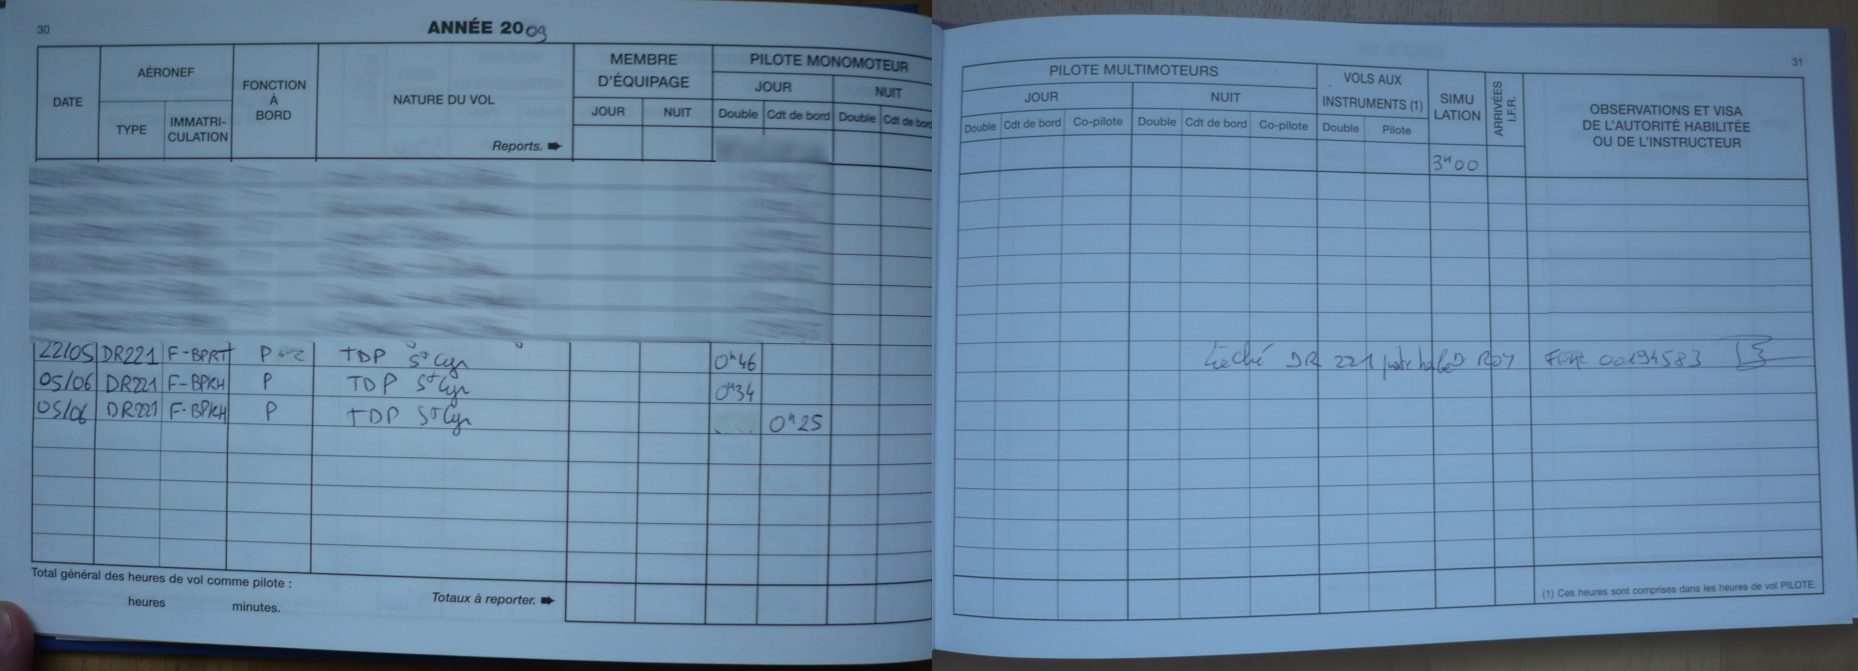 30
ANNÉE 2009
DATE
AÉRONEF
TYPE
IMMATRI-
CULATION
FONCTION
À
BORD
NATURE DU VOL
Reports.
MEMBRE
D'ÉQUIPAGE
JOUR NUIT
PILOTE MONOMOTEUR
JOUR NUIT
Double Cdt de bord Double Cdt de bord
22/05 DR221 F-BPRT P TDP St Cyr 0h46
05/06 DR221 F-BPKH P TDP St Cyr 0h34
05/06 DR221 F-BPKH P TDP St Cyr 0h25
Total général des heures de vol comme pilote :
heures minutes.
Totaux à reporter.
31
PILOTE MULTIMOTEURS
JOUR NUIT
Double Cdt de bord Co-pilote Double Cdt de bord Co-pilote
VOLS AUX
INSTRUMENTS (1)
Double Pilote
SIMU
LATION
ARRIVÉES
I.F.R.
OBSERVATIONS ET VISA
DE L'AUTORITÉ HABILITÉE
OU DE L'INSTRUCTEUR
3h00
Lâché DR 221 00194583
(1) Ces heures sont comprises dans les heures de vol PILOTE.